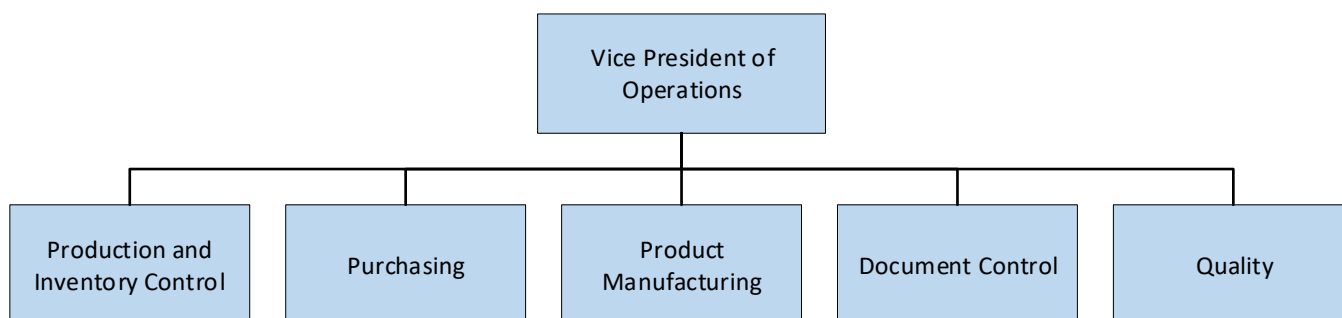 Vice President of
Operations
Production and
Inventory Control
Purchasing
Product
Manufacturing
Document Control
Quality